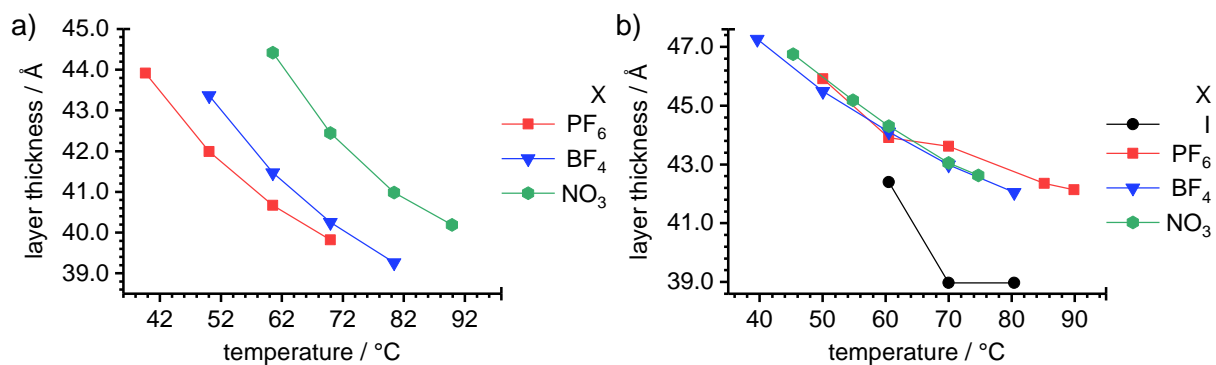 a)
layer thickness / Å
45.0
44.0
43.0
42.0
41.0
40.0
39.0
42 52 62 72 82 92
temperature / °C
X
PF6
BF4
NO3
b)
layer thickness / Å
47.0
45.0
43.0
41.0
39.0
40 50 60 70 80 90
temperature / °C
X
I
PF6
BF4
NO3